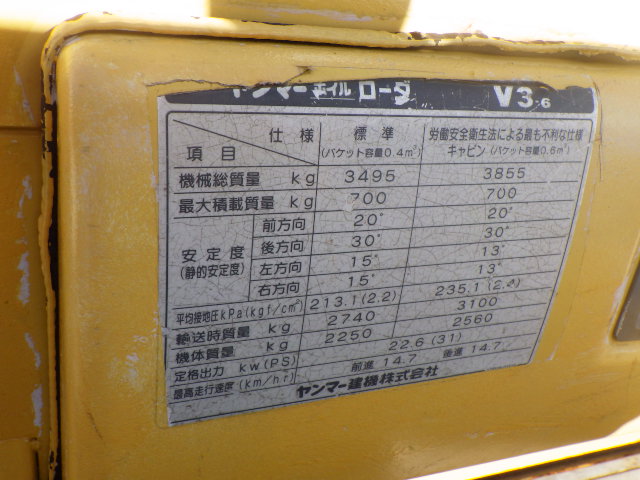 ヤンマーホイルローダ V3-6
項目 仕様 標準 (バケット容量0.4m³) 労働安全衛生法による最も不利な仕様 キャビン (バケット容量0.6m³)
機械総質量 kg 3495 3855
最大積載質量 kg 700 700
安定度 (静的安定度) 前方向 20° 20°
後方向 30° 30°
左方向 15° 13°
右方向 15° 13°
平均接地圧 kPa(kgf/cm²) 213.1(2.2) 235.1
輸送時質量 kg 2740 3100
機体質量 kg 2250 2560
定格出力 kw(PS) 22.6(31)
最高走行速度(km/hr) 前進 14.7 後進 14.7
ヤンマー建機株式会社